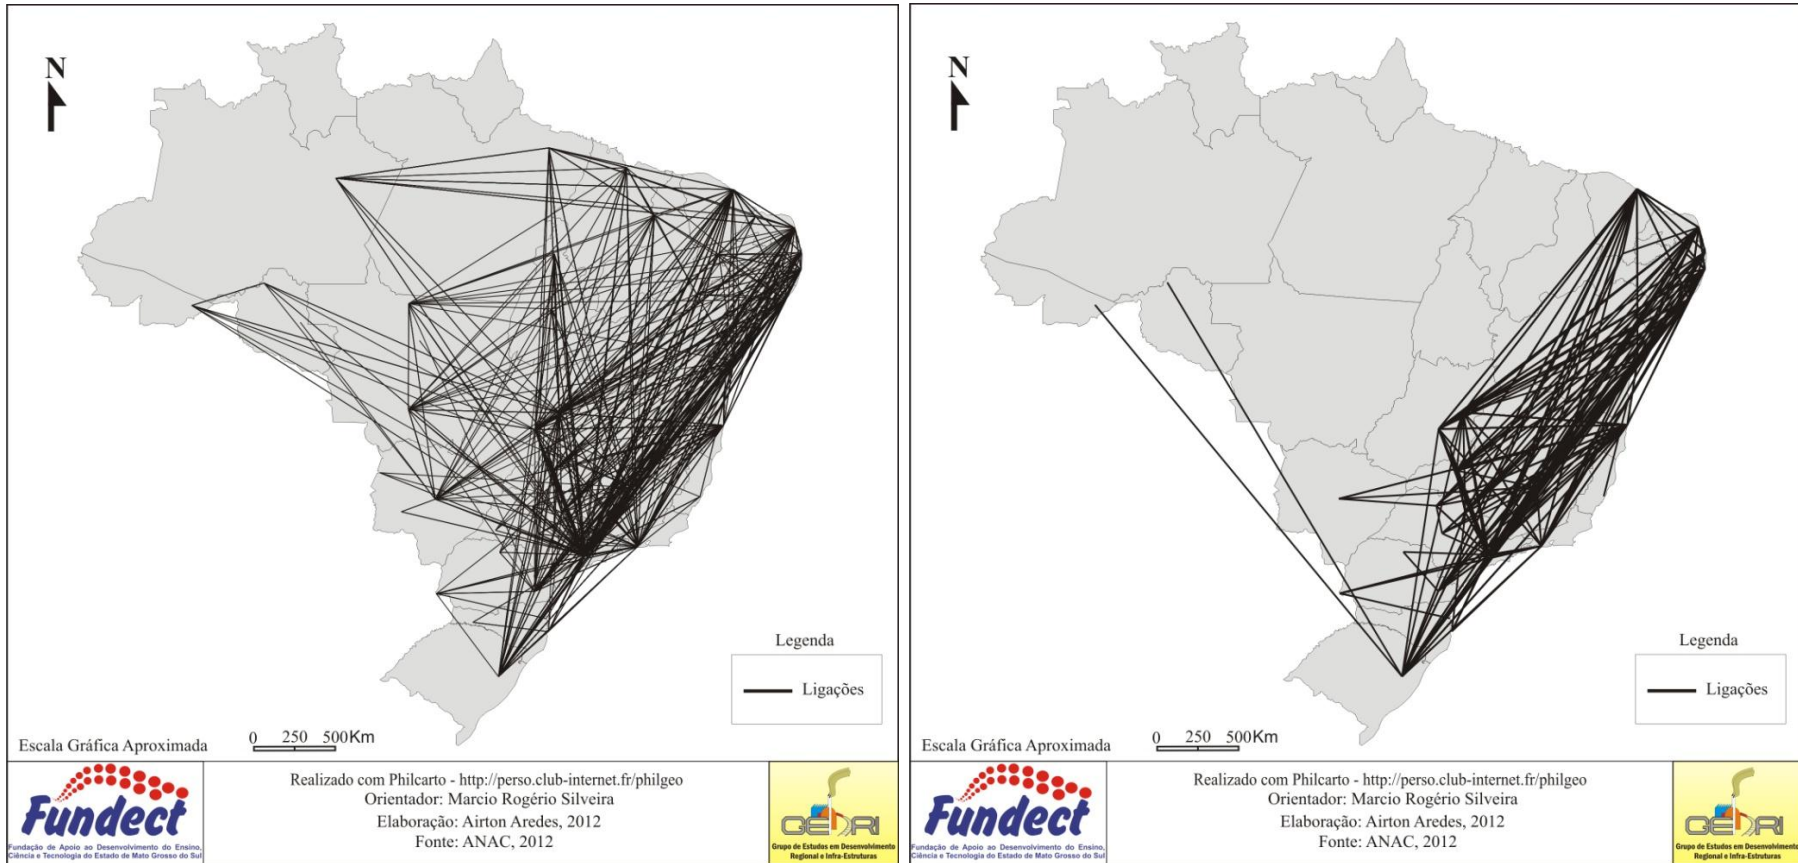 N
Legenda
Ligações
Escala Gráfica Aproximada
0 250 500Km
Fundect
Fundação de Apoio ao Desenvolvimento do Ensino,
Ciência e Tecnologia do Estado de Mato Grosso do Sul
Realizado com Philcarto - http://perso.club-internet.fr/philgeo
Orientador: Marcio Rogério Silveira
Elaboração: Airton Aredes, 2012
Fonte: ANAC, 2012
GEDRI
Grupo de Estudos em Desenvolvimento
Regional e Infra-Estruturas
N
Legenda
Ligações
Escala Gráfica Aproximada
0 250 500Km
Fundect
Fundação de Apoio ao Desenvolvimento do Ensino,
Ciência e Tecnologia do Estado de Mato Grosso do Sul
Realizado com Philcarto - http://perso.club-internet.fr/philgeo
Orientador: Marcio Rogério Silveira
Elaboração: Airton Aredes, 2012
Fonte: ANAC, 2012
GEDRI
Grupo de Estudos em Desenvolvimento
Regional e Infra-Estruturas